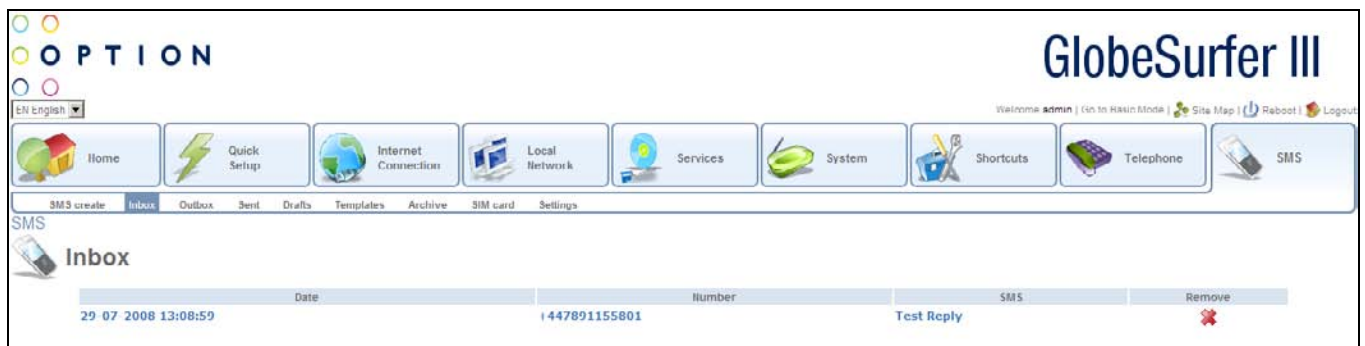 OPTION
GlobeSurfer III
EN English
Welcome admin | Go to Basic Mode | Site Map | Reboot | Logout
Home
Quick Setup
Internet Connection
Local Network
Services
System
Shortcuts
Telephone
SMS
SMS create Inbox Outbox Sent Drafts Templates Archive SIM card Settings
SMS
Inbox
Date Number SMS Remove
29-07-2008 13:08:59 +447891155801 Test Reply